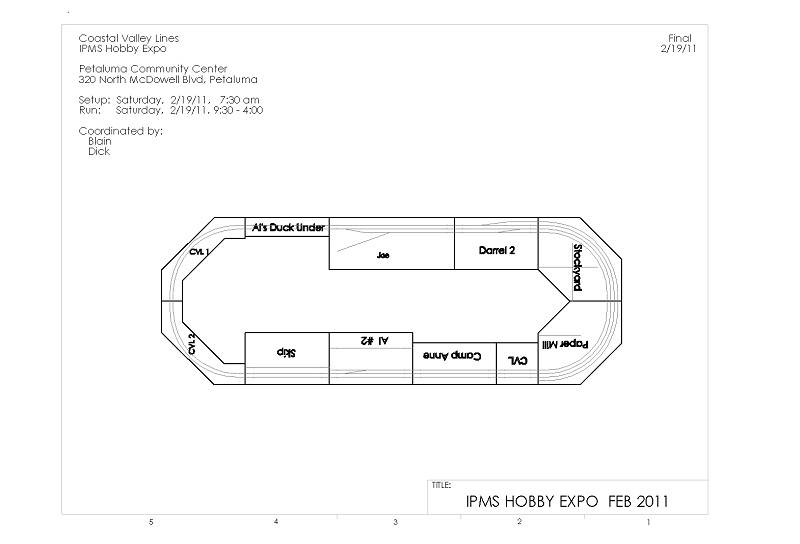 Coastal Valley Lines
IPMS Hobby Expo
Final
2/19/11
Petaluma Community Center
320 North McDowell Blvd, Petaluma
Setup: Saturday, 2/19/11, 7:30 am
Run: Saturday, 2/19/11, 9:30 - 4:00
Coordinated by:
Blain
Dick
Al's Duck Under
CVL 1
Joe
Darrel 2
Stockyard
CVL 2
Skip
Al #2
Camp Anne
CVL
Paper Mill
TITLE:
IPMS HOBBY EXPO FEB 2011
5 4 3 2 1